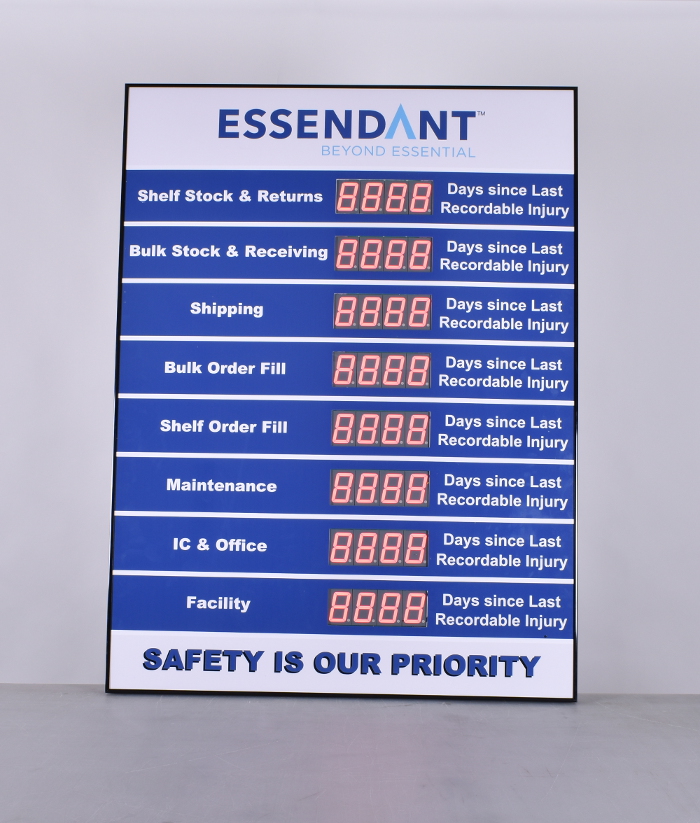 ESSENDANT™
BEYOND ESSENTIAL
Shelf Stock & Returns 8888 Days since Last
Recordable Injury
Bulk Stock & Receiving 8888 Days since Last
Recordable Injury
Shipping 8888 Days since Last
Recordable Injury
Bulk Order Fill 8888 Days since Last
Recordable Injury
Shelf Order Fill 8888 Days since Last
Recordable Injury
Maintenance 8888 Days since Last
Recordable Injury
IC & Office 8888 Days since Last
Recordable Injury
Facility 8888 Days since Last
Recordable Injury
SAFETY IS OUR PRIORITY